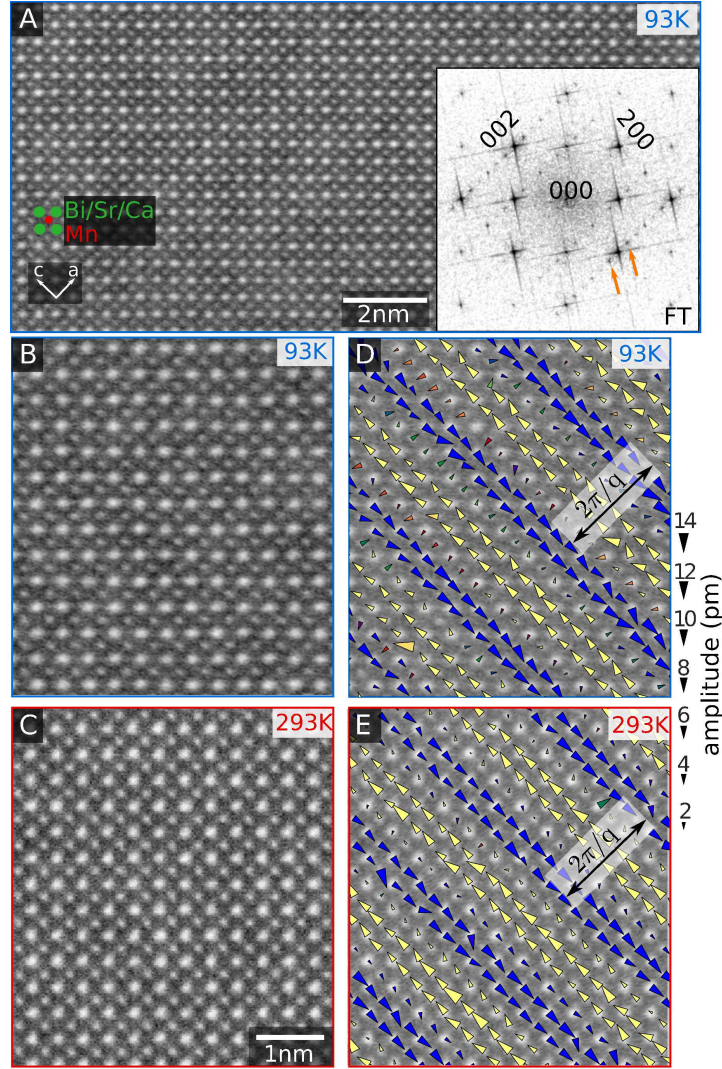 A
93K
002
200
000
Bi/Sr/Ca
Mn
c
a
2nm
FT
B
93K
D
93K
2π/q
14
12
10
8
6
4
2
amplitude (pm)
C
293K
1nm
E
293K
2π/q